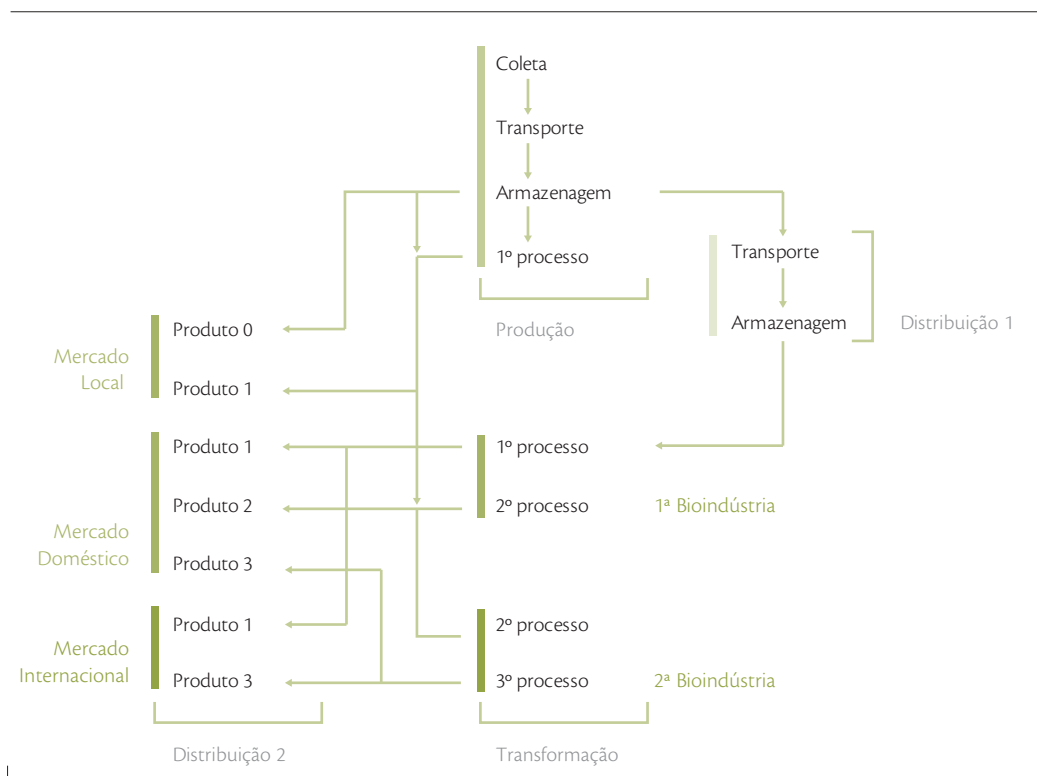 Coleta
Transporte
Armazenagem
1º processo
Produção
Transporte
Armazenagem
Distribuição 1
Mercado
Local
Produto 0
Produto 1
Mercado
Doméstico
Produto 1
Produto 2
Produto 3
Mercado
Internacional
Produto 1
Produto 3
Distribuição 2
1º processo
2º processo
1ª Bioindústria
2º processo
3º processo
2ª Bioindústria
Transformação